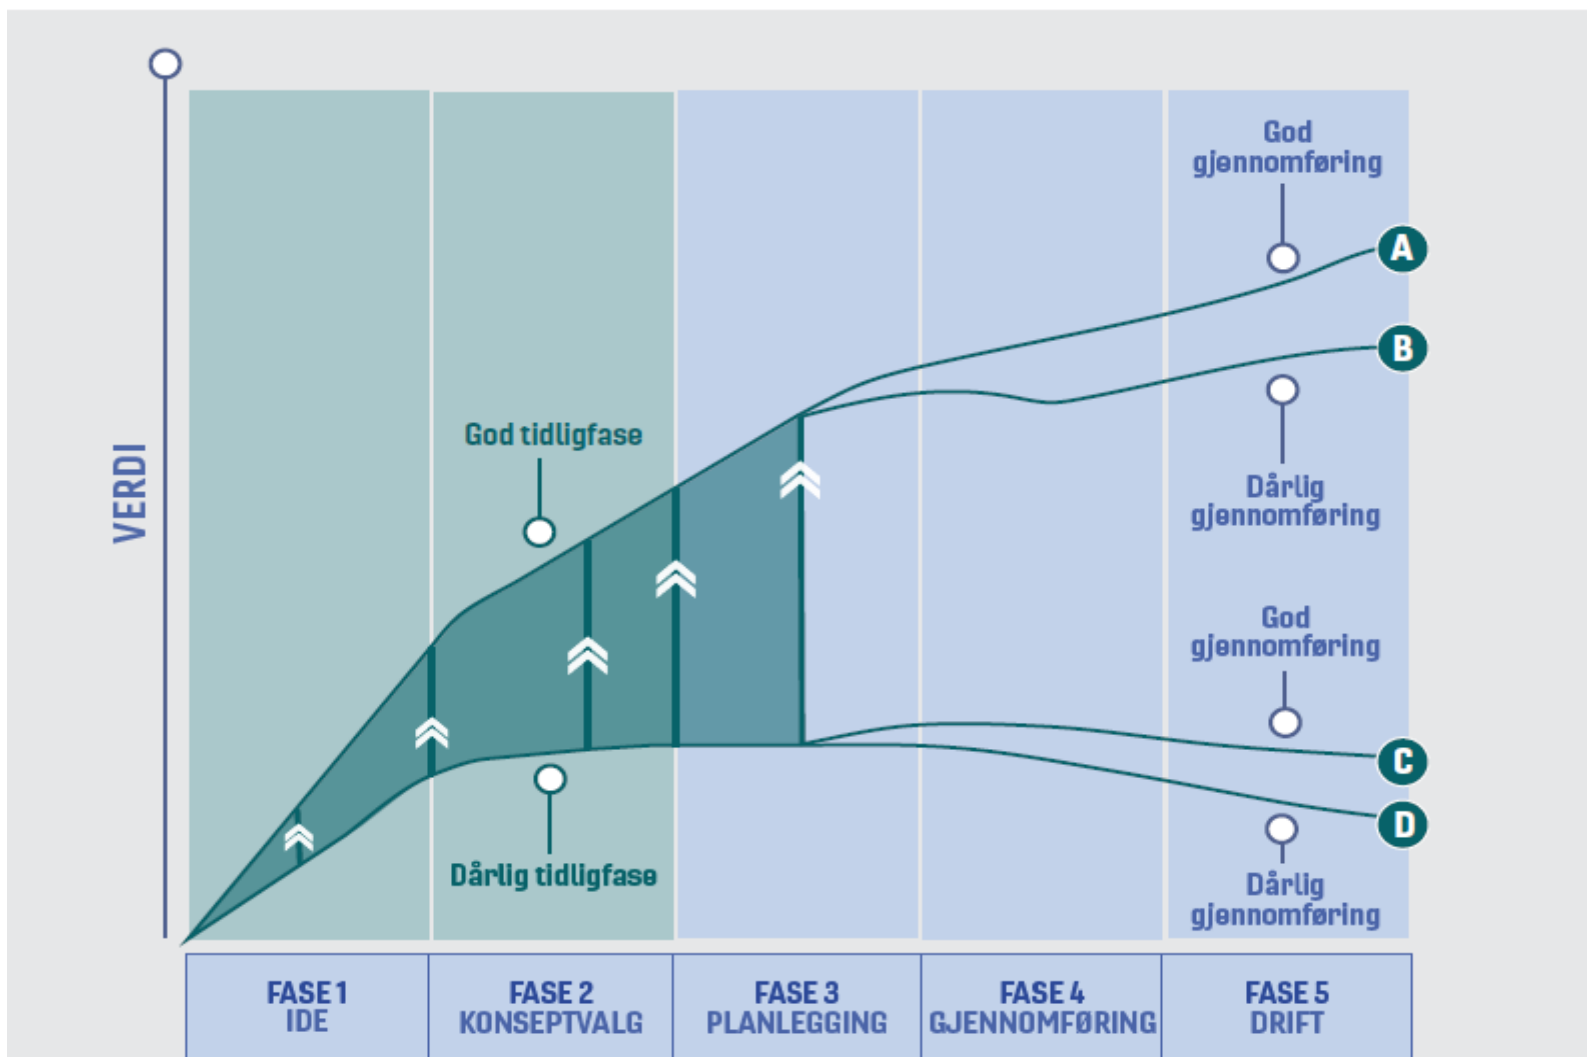 God
gjennomføring
A
B
God tidligfase
VERDI
Dårlig
gjennomføring
God
gjennomføring
C
D
Dårlig tidligfase
Dårlig
gjennomføring
FASE 1
IDE
FASE 2
KONSEPTVALG
FASE 3
PLANLEGGING
FASE 4
GJENNOMFØRING
FASE 5
DRIFT